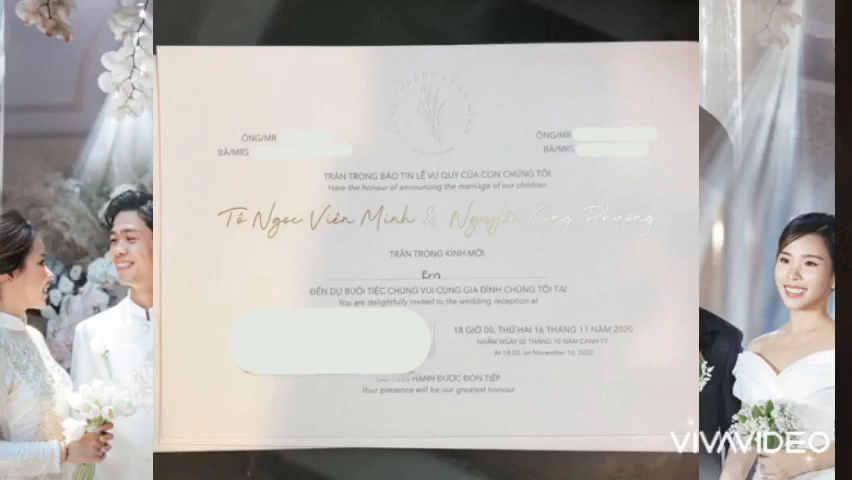 ÔNG/MR
BÀ/MRS
ÔNG/MR
BÀ/MRS
TRÂN TRỌNG BÁO TIN LỄ VU QUY CỦA CON CHÚNG TÔI
Have the honour of announcing the marriage of our children
Tô Ngọc Viên Minh & Nguyễn Công Phượng
TRÂN TRỌNG KÍNH MỜI
Em
ĐẾN DỰ BUỔI TIỆC CHUNG VUI CÙNG GIA ĐÌNH CHÚNG TÔI TẠI
You are delightfully invited to the wedding reception at
18 GIỜ 00, THỨ HAI 16 THÁNG 11 NĂM 2020
NHẰM NGÀY 02 THÁNG 10 NĂM CANH TÝ
At 18:00, on November 16, 2020
HÂN HẠNH ĐƯỢC ĐÓN TIẾP
Your presence will be our greatest honour
VIVAVIDEO